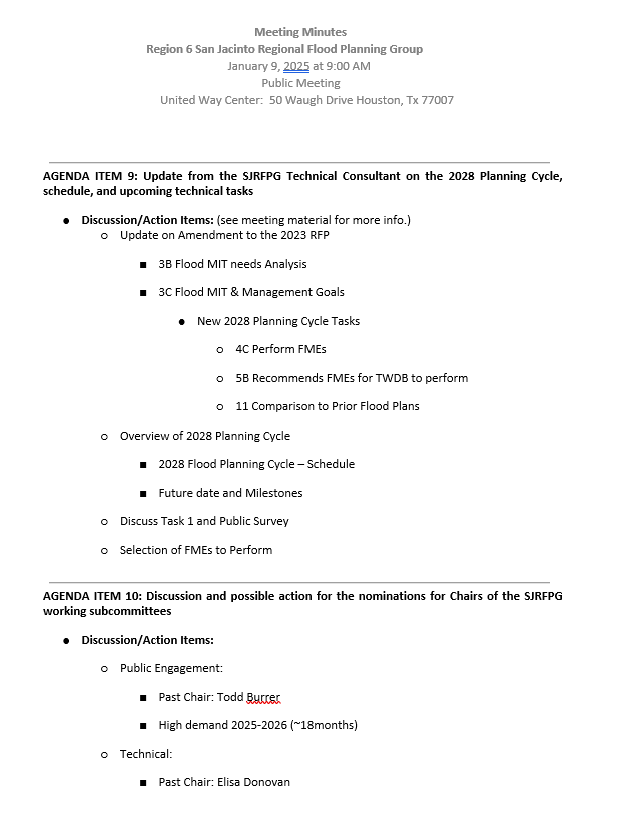 Meeting Minutes
Region 6 San Jacinto Regional Flood Planning Group
January 9, 2025 at 9:00 AM
Public Meeting
United Way Center: 50 Waugh Drive Houston, Tx 77007
AGENDA ITEM 9: Update from the SJRFPG Technical Consultant on the 2028 Planning Cycle,
schedule, and upcoming technical tasks
● Discussion/Action Items: (see meeting material for more info.)
○ Update on Amendment to the 2023 RFP
■ 3B Flood MIT needs Analysis
■ 3C Flood MIT & Management Goals
● New 2028 Planning Cycle Tasks
○ 4C Perform FMEs
○ 5B Recommends FMEs for TWDB to perform
○ 11 Comparison to Prior Flood Plans
○ Overview of 2028 Planning Cycle
■ 2028 Flood Planning Cycle – Schedule
■ Future date and Milestones
○ Discuss Task 1 and Public Survey
○ Selection of FMEs to Perform
AGENDA ITEM 10: Discussion and possible action for the nominations for Chairs of the SJRFPG
working subcommittees
● Discussion/Action Items:
○ Public Engagement:
■ Past Chair: Todd Burrer
■ High demand 2025-2026 (~18months)
○ Technical:
■ Past Chair: Elisa Donovan